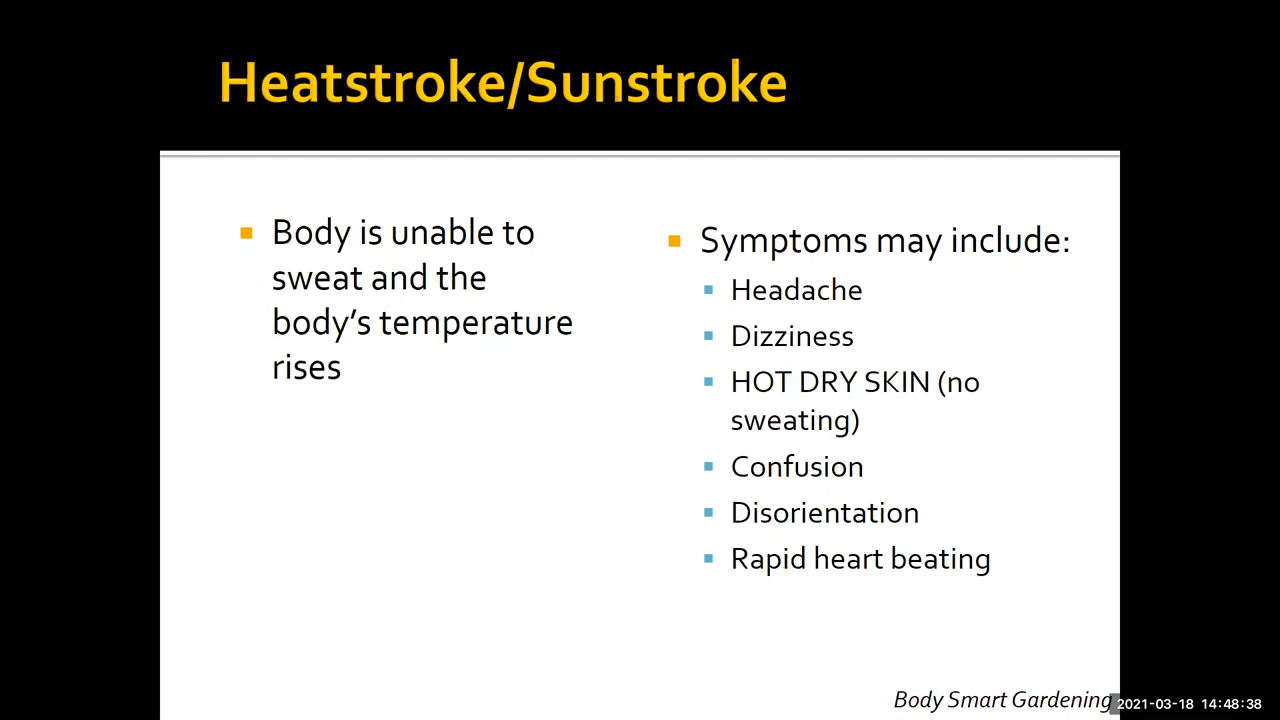 Heatstroke/Sunstroke
Body is unable to
sweat and the
body's temperature
rises
Symptoms may include:
Headache
Dizziness
HOT DRY SKIN (no
sweating)
Confusion
Disorientation
Rapid heart beating
Body Smart Gardening
2021-03-18 14:48:38